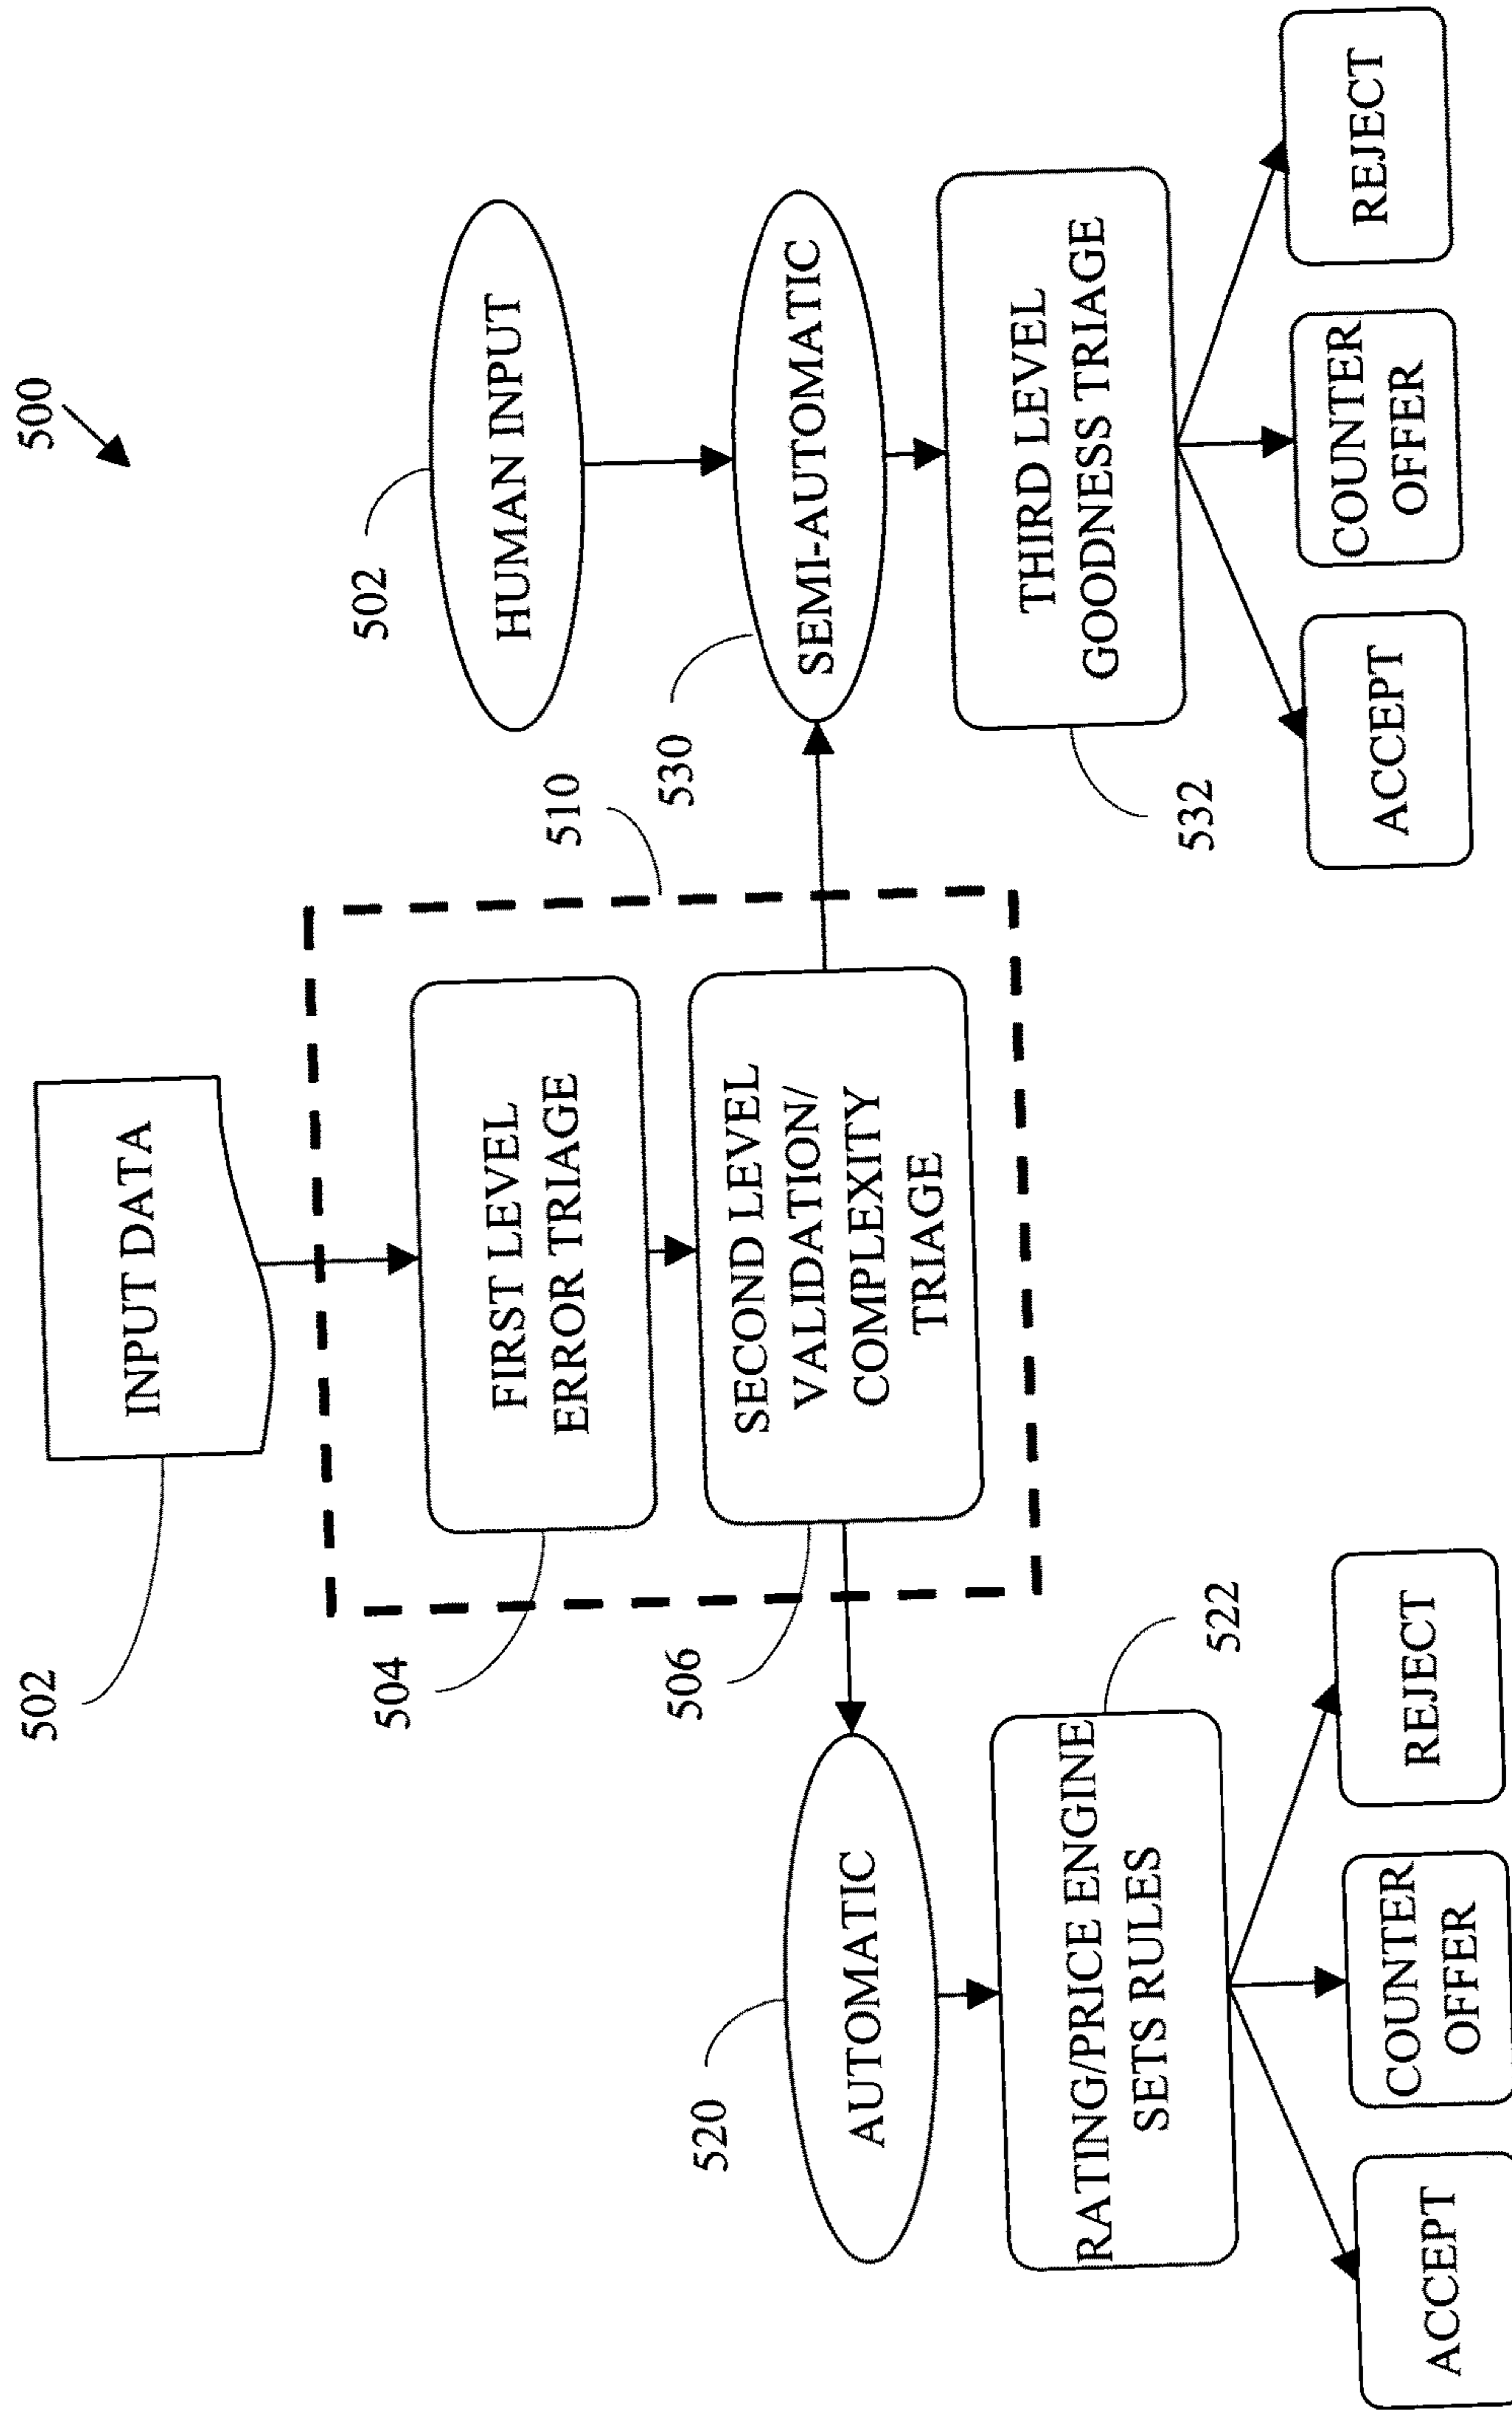 500
502
INPUT DATA
510
504
FIRST LEVEL
ERROR TRIAGE
506
SECOND LEVEL
VALIDATION/
COMPLEXITY
TRIAGE
502
HUMAN INPUT
530
SEMI-AUTOMATIC
532
THIRD LEVEL
GOODNESS TRIAGE
ACCEPT
COUNTER
OFFER
REJECT
520
AUTOMATIC
522
RATING/PRICE ENGINE
SETS RULES
ACCEPT
COUNTER
OFFER
REJECT